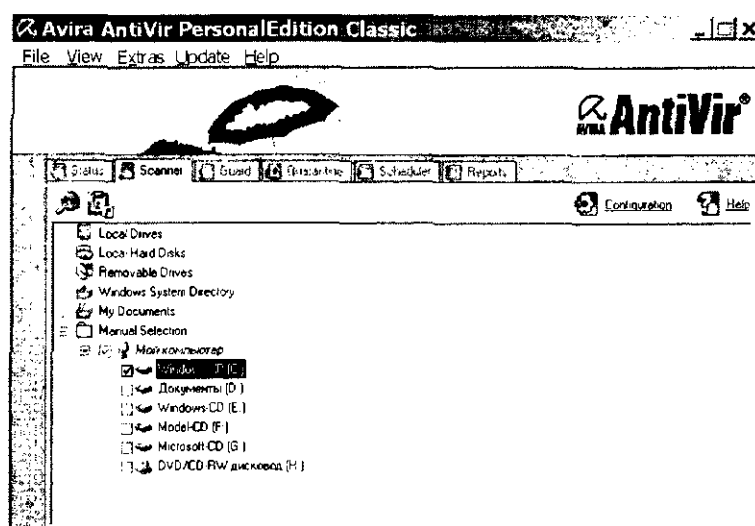 Avira AntiVir PersonalEdition Classic
File View Extras Update Help
AVIRA AntiVir®
Status Scanner Guard Quarantine Scheduler Reports
Configuration Help
Local Drives
Local Hard Disks
Removable Drives
Windows System Directory
My Documents
Manual Selection
Мой компьютер
(C:)
Документы (D:)
Windows-CD (E:)
Model-CD (F:)
Microsoft-CD (G:)
DVD/CD-RW дисковод (H:)